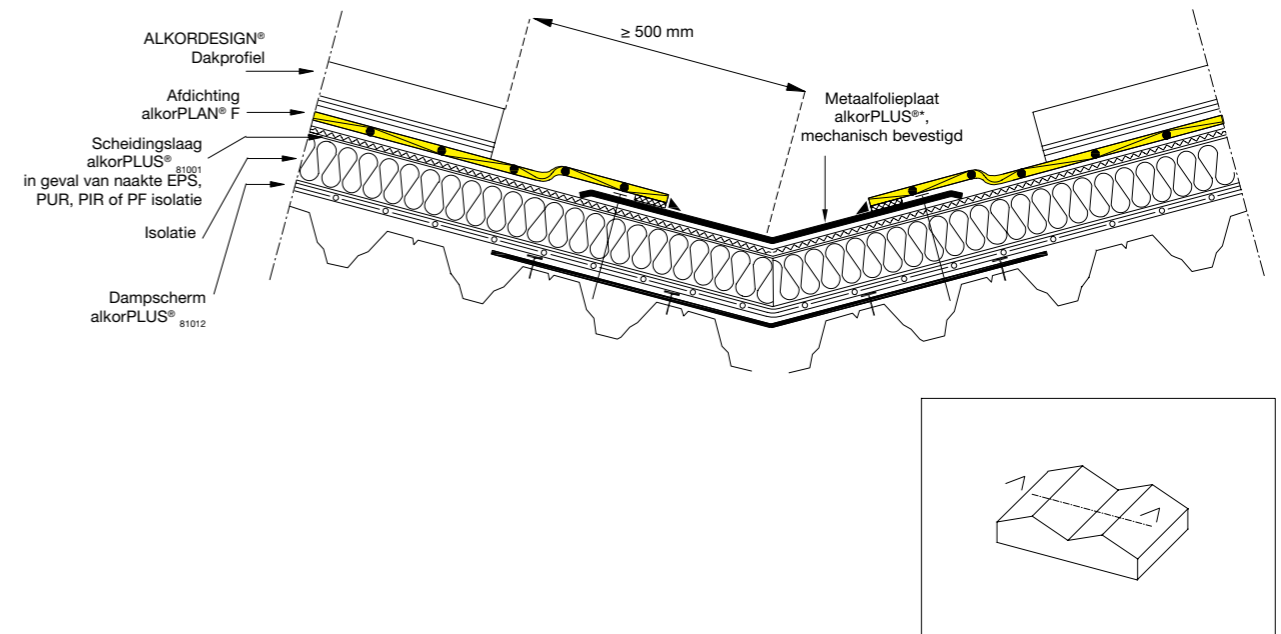 ALKORDESIGN®
Dakprofiel
Afdichting
alkorPLAN® F
Scheidingslaag
alkorPLUS® 81001
in geval van naakte EPS,
PUR, PIR of PF isolatie
Isolatie
Dampscherm
alkorPLUS® 81012
≥ 500 mm
Metaalfolieplaat
alkorPLUS®*,
mechanisch bevestigd